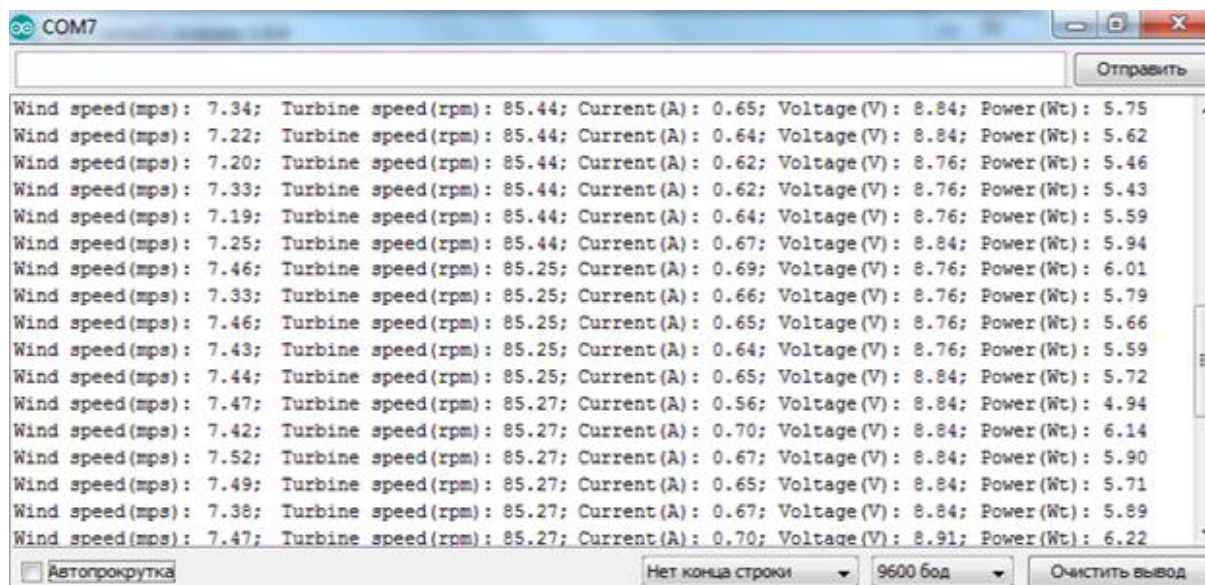 COM7
Отправить
Wind speed(mps): 7.34; Turbine speed(rpm): 85.44; Current(A): 0.65; Voltage(V): 8.84; Power(Wt): 5.75
Wind speed(mps): 7.22; Turbine speed(rpm): 85.44; Current(A): 0.64; Voltage(V): 8.84; Power(Wt): 5.62
Wind speed(mps): 7.20; Turbine speed(rpm): 85.44; Current(A): 0.62; Voltage(V): 8.76; Power(Wt): 5.46
Wind speed(mps): 7.33; Turbine speed(rpm): 85.44; Current(A): 0.62; Voltage(V): 8.76; Power(Wt): 5.43
Wind speed(mps): 7.19; Turbine speed(rpm): 85.44; Current(A): 0.64; Voltage(V): 8.76; Power(Wt): 5.59
Wind speed(mps): 7.25; Turbine speed(rpm): 85.44; Current(A): 0.67; Voltage(V): 8.84; Power(Wt): 5.94
Wind speed(mps): 7.46; Turbine speed(rpm): 85.25; Current(A): 0.69; Voltage(V): 8.76; Power(Wt): 6.01
Wind speed(mps): 7.33; Turbine speed(rpm): 85.25; Current(A): 0.66; Voltage(V): 8.76; Power(Wt): 5.79
Wind speed(mps): 7.46; Turbine speed(rpm): 85.25; Current(A): 0.65; Voltage(V): 8.76; Power(Wt): 5.66
Wind speed(mps): 7.43; Turbine speed(rpm): 85.25; Current(A): 0.64; Voltage(V): 8.76; Power(Wt): 5.59
Wind speed(mps): 7.44; Turbine speed(rpm): 85.25; Current(A): 0.65; Voltage(V): 8.84; Power(Wt): 5.72
Wind speed(mps): 7.47; Turbine speed(rpm): 85.27; Current(A): 0.56; Voltage(V): 8.84; Power(Wt): 4.94
Wind speed(mps): 7.42; Turbine speed(rpm): 85.27; Current(A): 0.70; Voltage(V): 8.84; Power(Wt): 6.14
Wind speed(mps): 7.52; Turbine speed(rpm): 85.27; Current(A): 0.67; Voltage(V): 8.84; Power(Wt): 5.90
Wind speed(mps): 7.49; Turbine speed(rpm): 85.27; Current(A): 0.65; Voltage(V): 8.84; Power(Wt): 5.71
Wind speed(mps): 7.38; Turbine speed(rpm): 85.27; Current(A): 0.67; Voltage(V): 8.84; Power(Wt): 5.89
Wind speed(mps): 7.47; Turbine speed(rpm): 85.27; Current(A): 0.70; Voltage(V): 8.91; Power(Wt): 6.22
Автопрокрутка Нет конца строки 9600 бод Очистить вывод